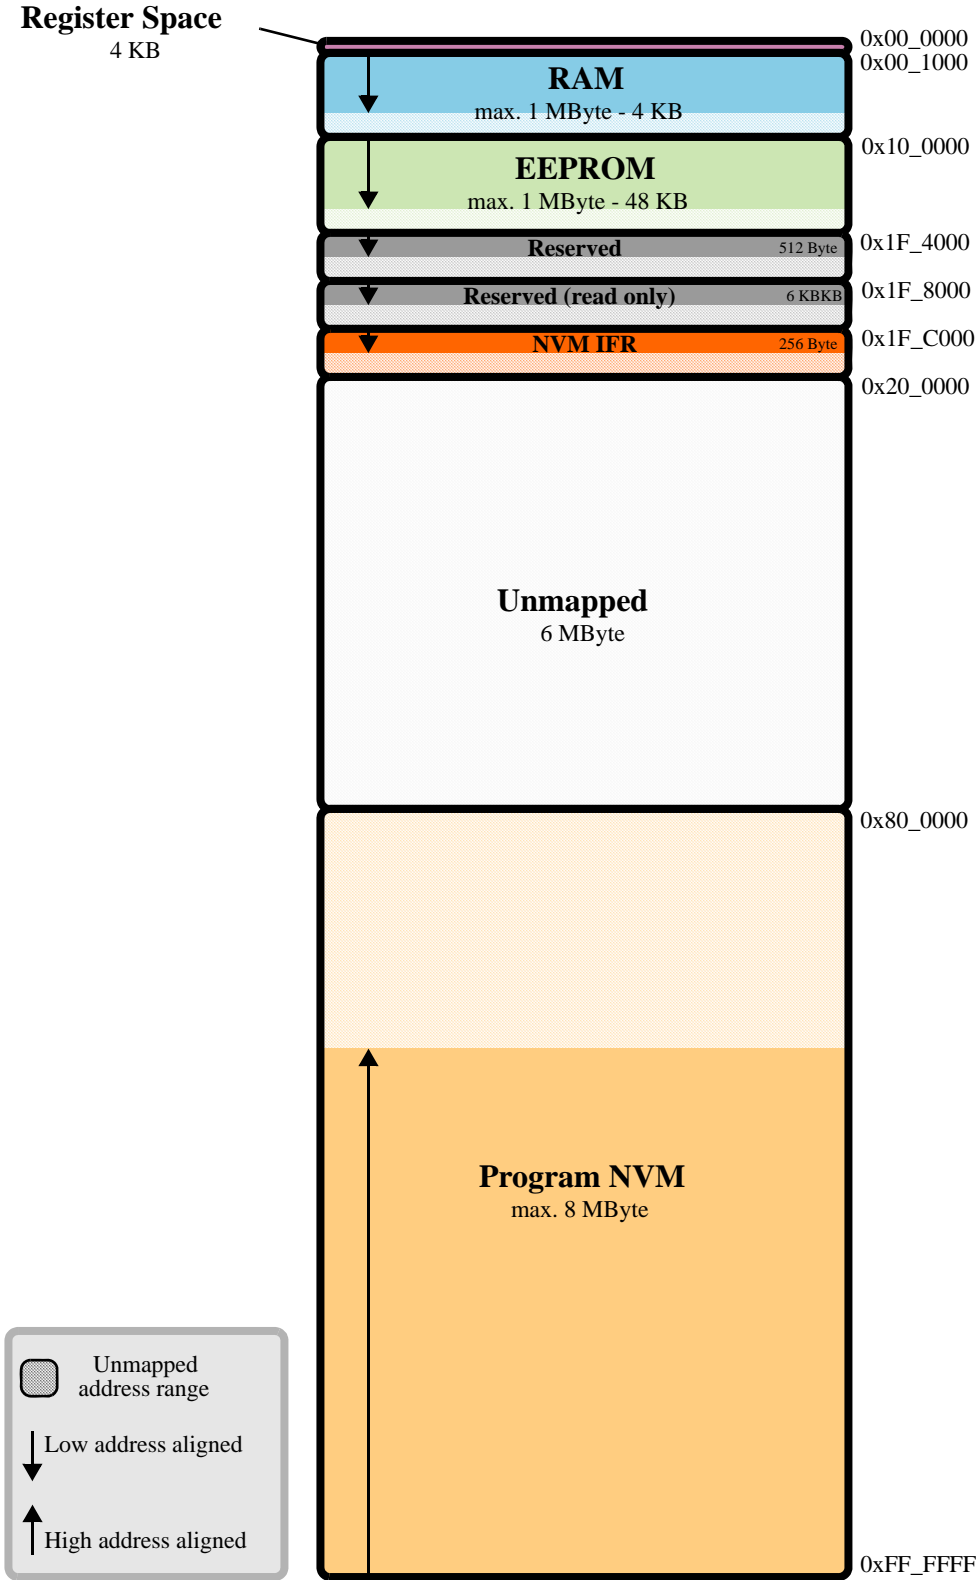 Register Space
4 KB
0x00_0000
0x00_1000
RAM
max. 1 MByte - 4 KB
0x10_0000
EEPROM
max. 1 MByte - 48 KB
0x1F_4000
Reserved
512 Byte
0x1F_8000
Reserved (read only)
6 KBKB
0x1F_C000
NVM IFR
256 Byte
0x20_0000
Unmapped
6 MByte
0x80_0000
Program NVM
max. 8 MByte
Unmapped
address range
Low address aligned
High address aligned
0xFF_FFFF